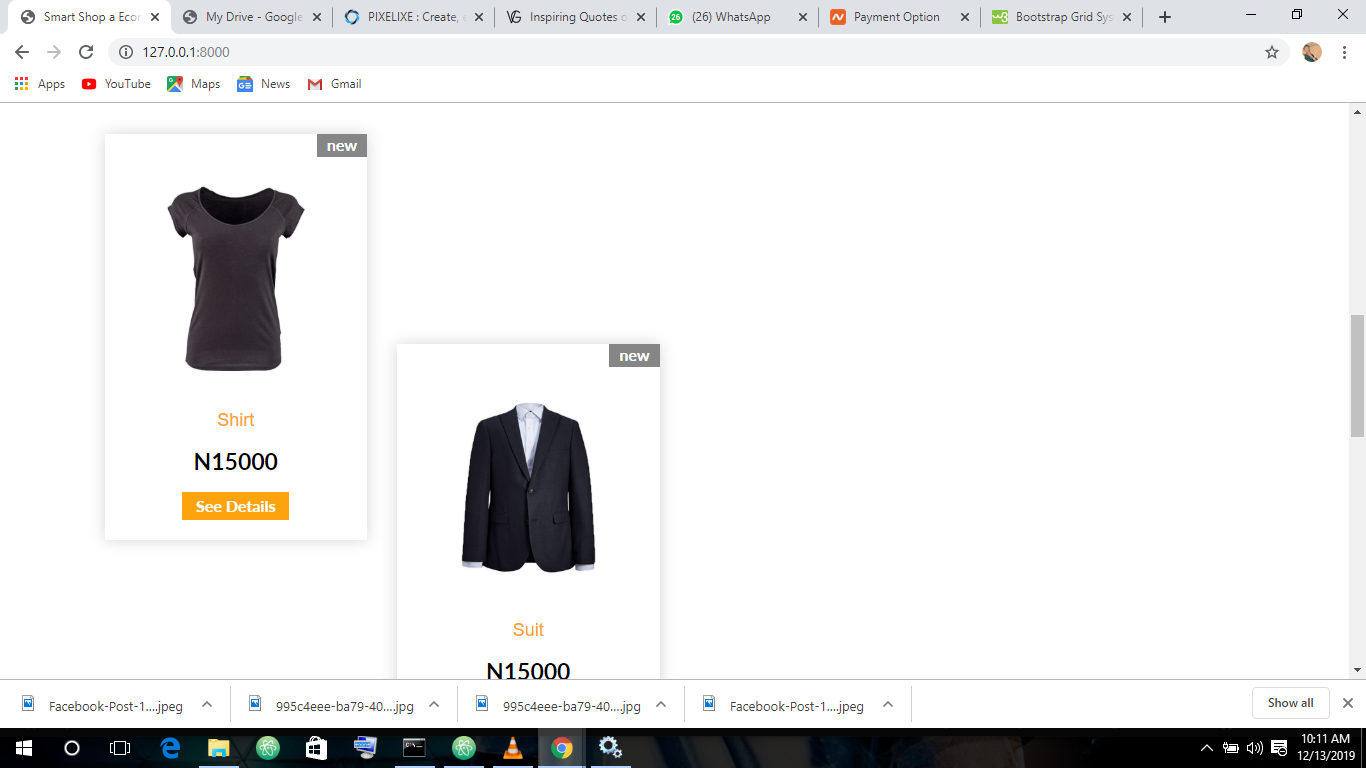 Smart Shop a Ecor
My Drive - Google
PIXELIXE : Create, e
Inspiring Quotes o
(26) WhatsApp
Payment Option
Bootstrap Grid Sys
127.0.0.1:8000
Apps
YouTube
Maps
News
Gmail
new
Shirt
N15000
See Details
new
Suit
N15000
Facebook-Post-1....jpeg
995c4eee-ba79-40....jpg
995c4eee-ba79-40....jpg
Facebook-Post-1....jpeg
Show all
10:11 AM
12/13/2019